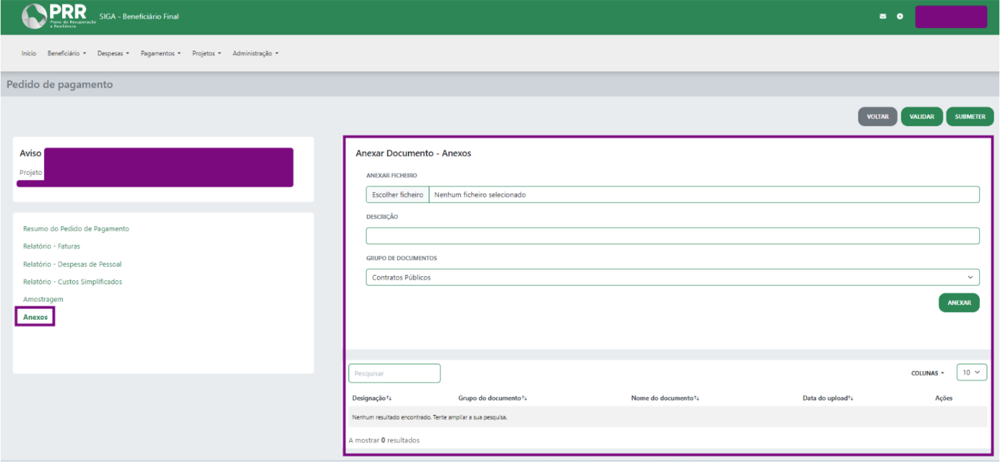 PRR
Plano de Recuperação
e Resiliência
SIGA - Beneficiário Final
Início Beneficiário Despesas Pagamentos Projetos Administração
Pedido de pagamento
VOLTAR VALIDAR SUBMETER
Aviso
Projeto
Resumo do Pedido de Pagamento
Relatório - Faturas
Relatório - Despesas de Pessoal
Relatório - Custos Simplificados
Amostragem
Anexos
Anexar Documento - Anexos
ANEXAR FICHEIRO
Escolher ficheiro Nenhum ficheiro selecionado
DESCRIÇÃO
GRUPO DE DOCUMENTOS
Contratos Públicos
ANEXAR
Pesquisar COLUNAS 10
Designação Grupo do documento Nome do documento Data do upload Ações
Nenhum resultado encontrado. Tente ampliar a sua pesquisa.
A mostrar 0 resultados